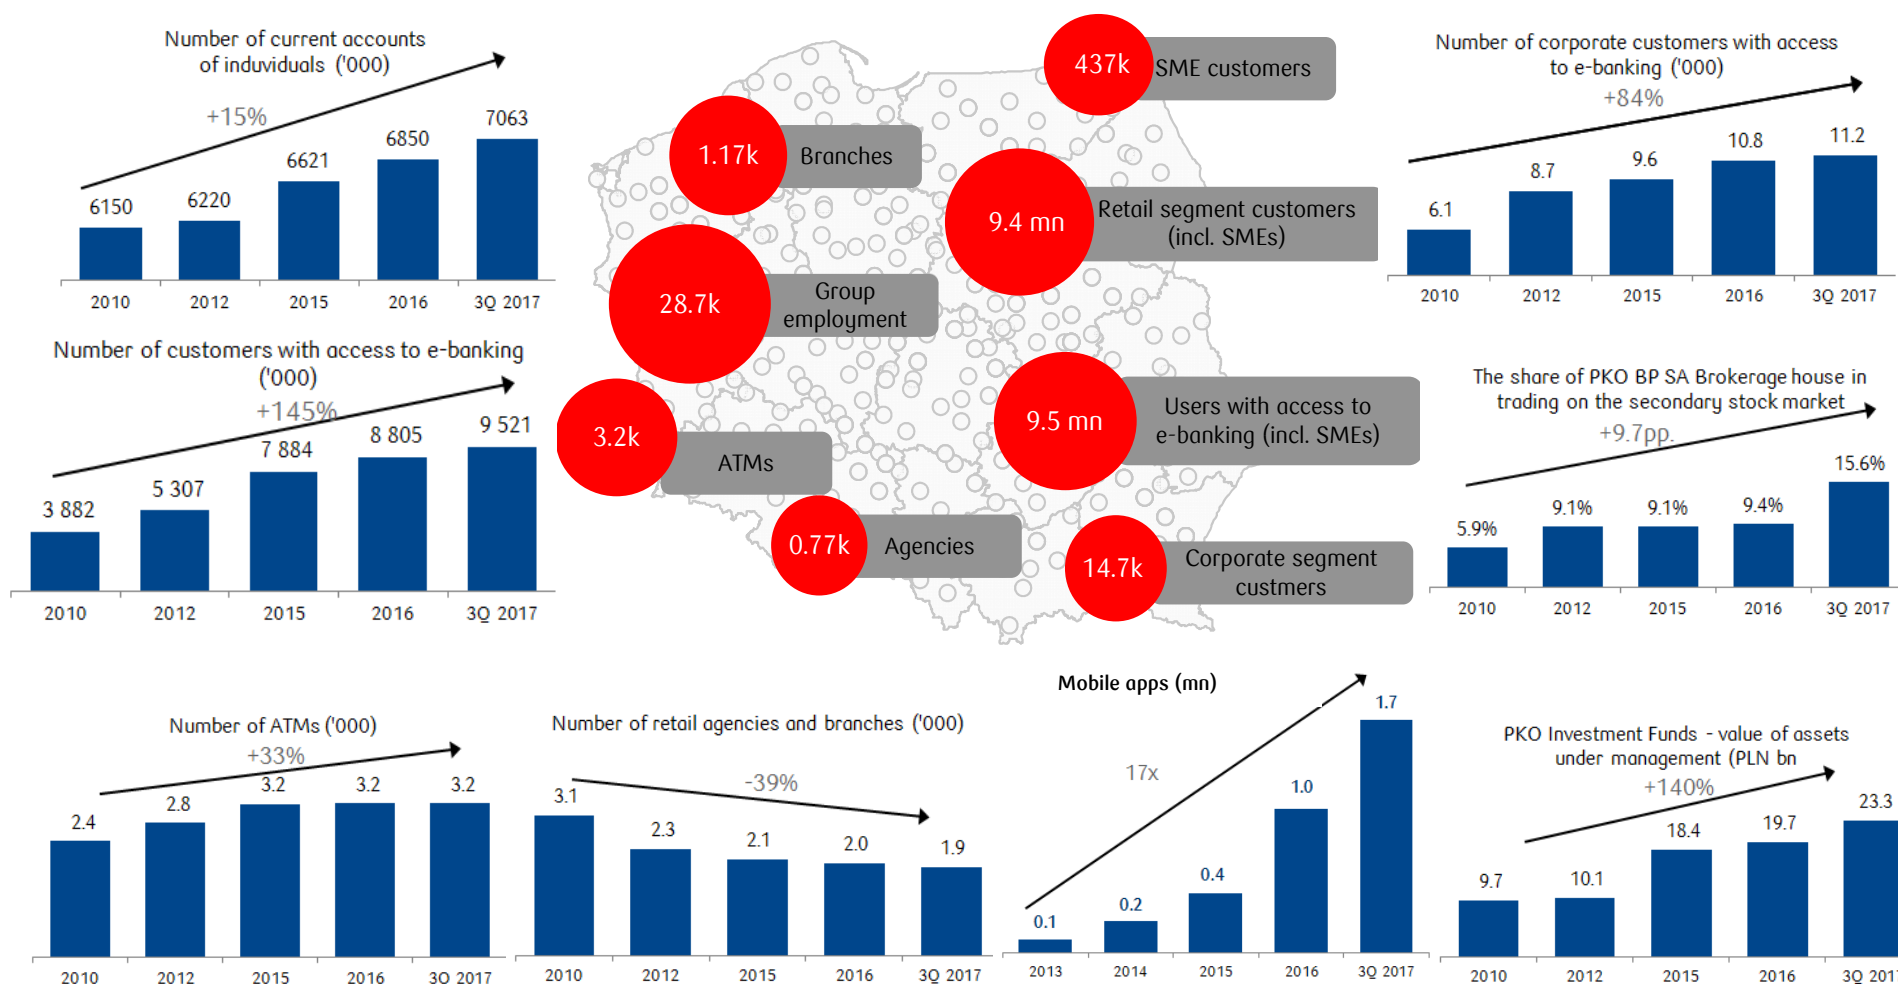 Number of current accounts
of induviduals ('000)
+15%
6150
6220
6621
6850
7063
2010
2012
2015
2016
3Q 2017
Number of customers with access to e-banking
('000)
+145%
3 882
5 307
7 884
8 805
9 521
2010
2012
2015
2016
3Q 2017
437k
SME customers
1.17k
Branches
9.4 mn
Retail segment customers
(incl. SMEs)
28.7k
Group
employment
9.5 mn
Users with access to
e-banking (incl. SMEs)
3.2k
ATMs
0.77k
Agencies
14.7k
Corporate segment
custmers
Number of corporate customers with access
to e-banking ('000)
+84%
6.1
8.7
9.6
10.8
11.2
2010
2012
2015
2016
3Q 2017
The share of PKO BP SA Brokerage house in
trading on the secondary stock market
+9.7pp.
5.9%
9.1%
9.1%
9.4%
15.6%
2010
2012
2015
2016
3Q 2017
Number of ATMs ('000)
+33%
2.4
2.8
3.2
3.2
3.2
2010
2012
2015
2016
3Q 2017
Number of retail agencies and branches ('000)
-39%
3.1
2.3
2.1
2.0
1.9
2010
2012
2015
2016
3Q 2017
Mobile apps (mn)
17x
0.1
0.2
0.4
1.0
1.7
2013
2014
2015
2016
3Q 2017
PKO Investment Funds - value of assets
under management (PLN bn
+140%
9.7
10.1
18.4
19.7
23.3
2010
2012
2015
2016
3Q 2017